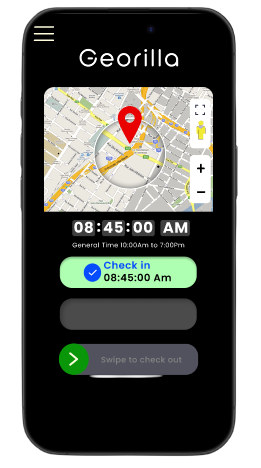 Georilla
+
−
08:45:00 AM
General Time 10:00Am to 7:00Pm
Check in
08:45:00 Am
Swipe to check out